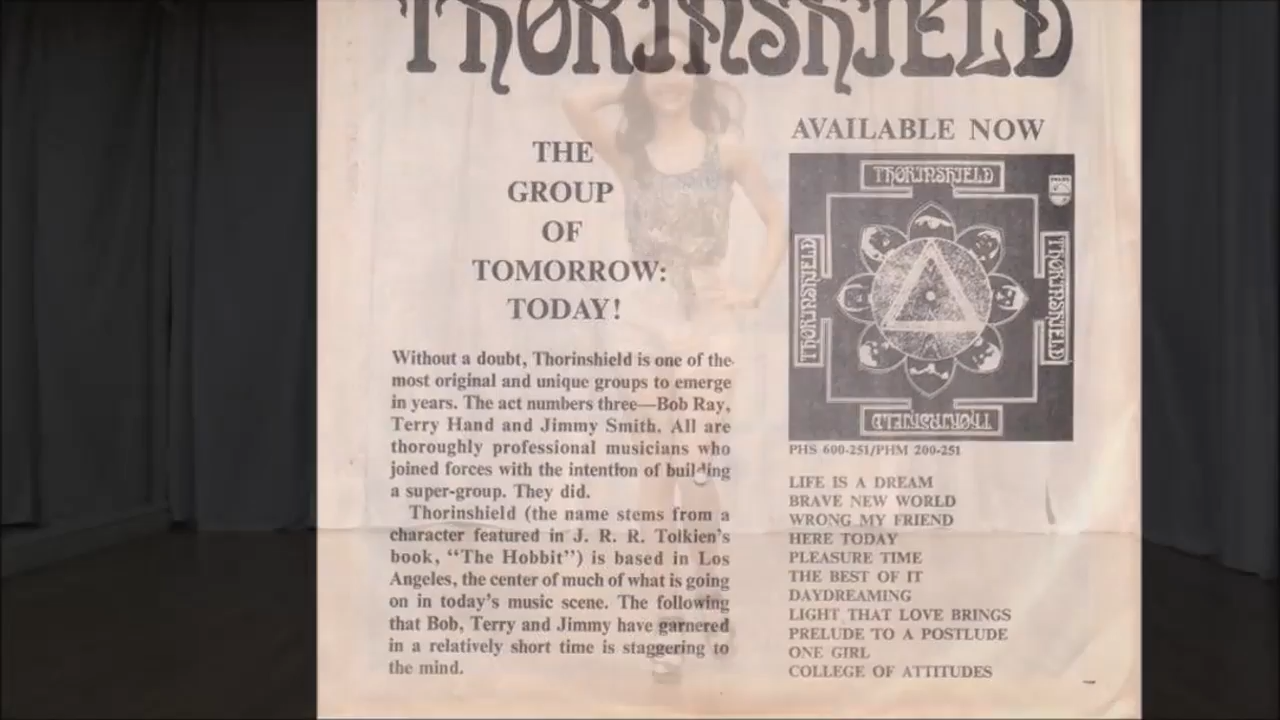 THORINSHIELD
THE
GROUP
OF
TOMORROW:
TODAY!
Without a doubt, Thorinshield is one of the
most original and unique groups to emerge
in years. The act numbers three—Bob Ray,
Terry Hand and Jimmy Smith. All are
thoroughly professional musicians who
joined forces with the intention of building
a super-group. They did.
Thorinshield (the name stems from a
character featured in J. R. R. Tolkien's
book, “The Hobbit”) is based in Los
Angeles, the center of much of what is going
on in today's music scene. The following
that Bob, Terry and Jimmy have garnered
in a relatively short time is staggering to
the mind.
AVAILABLE NOW
THORINSHIELD
THORINSHIELD
THORINSHIELD
THORINSHIELD
PHS 600-251/PHM 200-251
LIFE IS A DREAM
BRAVE NEW WORLD
WRONG MY FRIEND
HERE TODAY
PLEASURE TIME
THE BEST OF IT
DAYDREAMING
LIGHT THAT LOVE BRINGS
PRELUDE TO A POSTLUDE
ONE GIRL
COLLEGE OF ATTITUDES